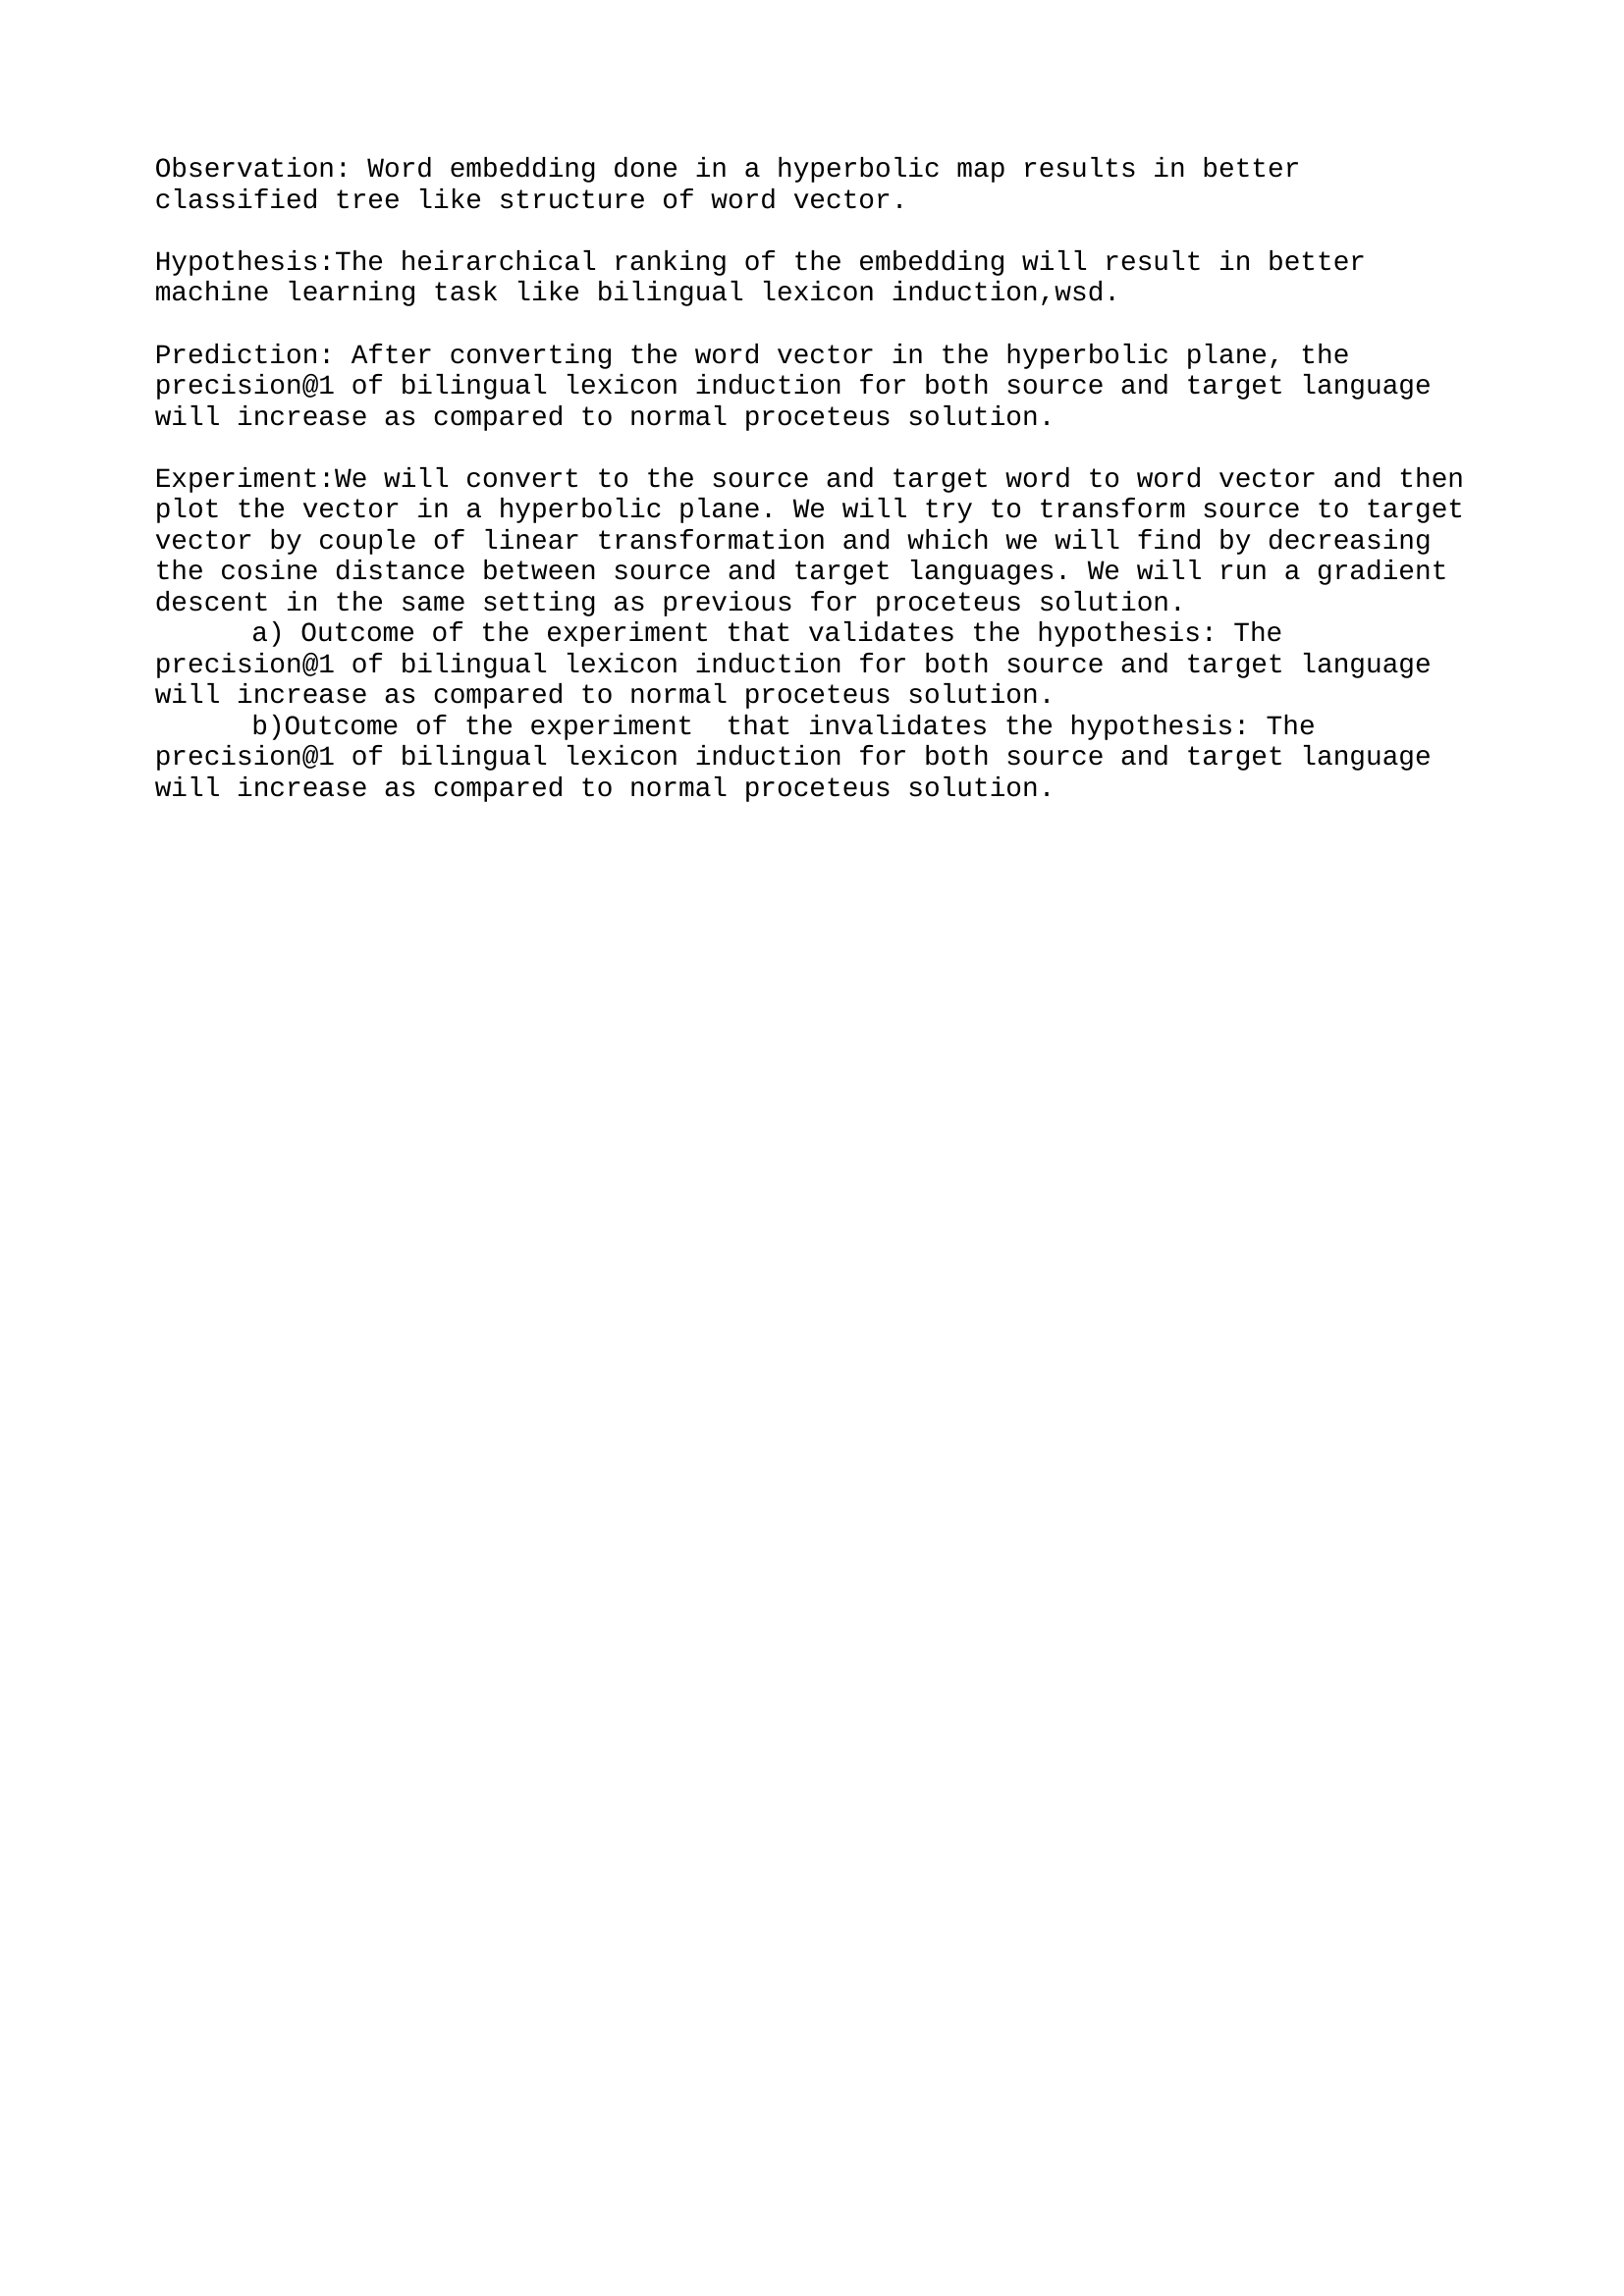 Observation: Word embedding done in a hyperbolic map results in better
classified tree like structure of word vector.
Hypothesis:The heirarchical ranking of the embedding will result in better
machine learning task like bilingual lexicon induction,wsd.
Prediction: After converting the word vector in the hyperbolic plane, the
precision@1 of bilingual lexicon induction for both source and target language
will increase as compared to normal proceteus solution.
Experiment:We will convert to the source and target word to word vector and then
plot the vector in a hyperbolic plane. We will try to transform source to target
vector by couple of linear transformation and which we will find by decreasing
the cosine distance between source and target languages. We will run a gradient
descent in the same setting as previous for proceteus solution.
a) Outcome of the experiment that validates the hypothesis: The
precision@1 of bilingual lexicon induction for both source and target language
will increase as compared to normal proceteus solution.
b)Outcome of the experiment  that invalidates the hypothesis: The
precision@1 of bilingual lexicon induction for both source and target language
will increase as compared to normal proceteus solution.